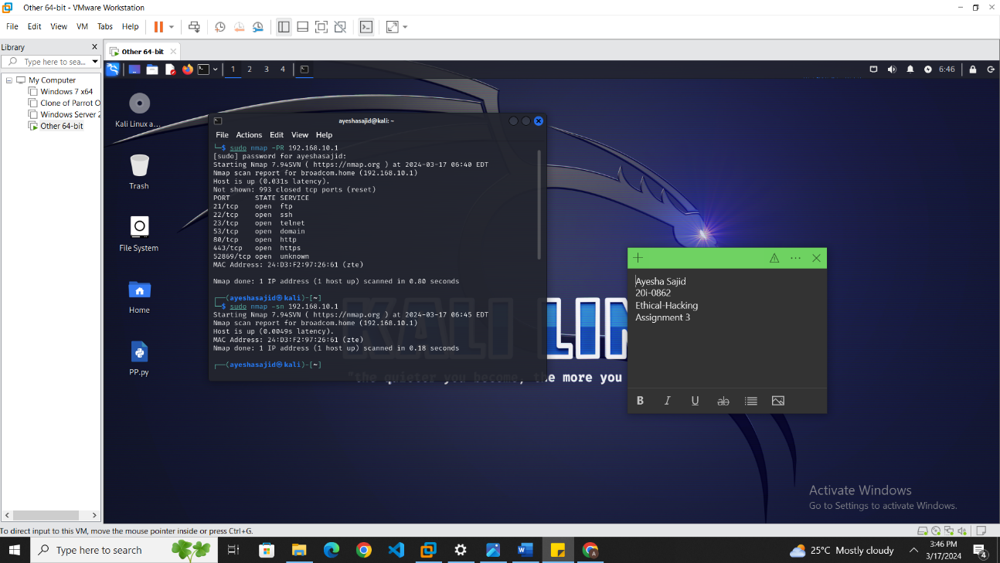 Other 64-bit - VMware Workstation
File Edit View VM Tabs Help
Library
Type here to sea...
My Computer
Windows 7 x64
Clone of Parrot O
Windows Server 2
Other 64-bit
Other 64-bit
1 2 3 4
6:46
Kali Linux a...
Trash
File System
Home
PP.py
ayeshasajid@kali: ~
File Actions Edit View Help
└─$ sudo nmap -PR 192.168.10.1
[sudo] password for ayeshasajid:
Starting Nmap 7.94SVN ( https://nmap.org ) at 2024-03-17 06:40 EDT
Nmap scan report for broadcom.home (192.168.10.1)
Host is up (0.031s latency).
Not shown: 993 closed tcp ports (reset)
PORT STATE SERVICE
21/tcp open ftp
22/tcp open ssh
23/tcp open telnet
53/tcp open domain
80/tcp open http
443/tcp open https
52869/tcp open unknown
MAC Address: 24:D3:F2:97:26:61 (zte)
Nmap done: 1 IP address (1 host up) scanned in 0.80 seconds
┌──(ayeshasajid㉿kali)-[~]
└─$ sudo nmap -sn 192.168.10.1
Starting Nmap 7.94SVN ( https://nmap.org ) at 2024-03-17 06:45 EDT
Nmap scan report for broadcom.home (192.168.10.1)
Host is up (0.0049s latency).
MAC Address: 24:D3:F2:97:26:61 (zte)
Nmap done: 1 IP address (1 host up) scanned in 0.18 seconds
┌──(ayeshasajid㉿kali)-[~]
KALI LIN
"the quieter you become, the more you
Ayesha Sajid
20i-0862
Ethical-Hacking
Assignment 3
B I U ab
Activate Windows
Go to Settings to activate Windows.
To direct input to this VM, move the mouse pointer inside or press Ctrl+G.
Type here to search
25°C Mostly cloudy
3:46 PM
3/17/2024
4